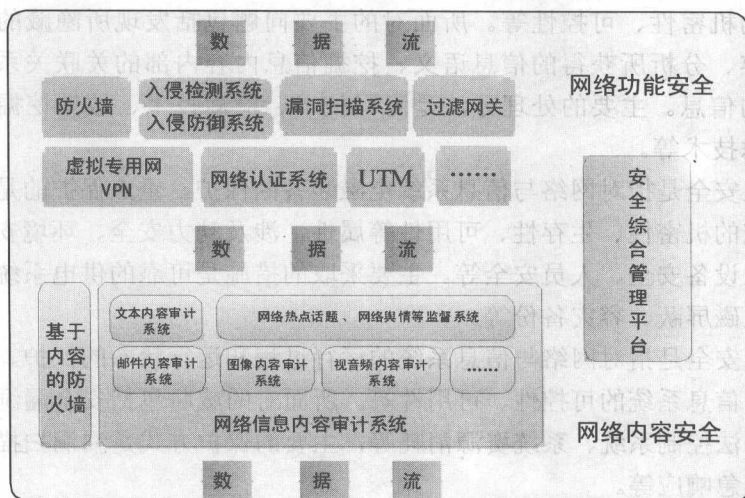 数 据 流
网络功能安全
防火墙
入侵检测系统
入侵防御系统
漏洞扫描系统
过滤网关
虚拟专用网
VPN
网络认证系统
UTM
……
安全综合管理平台
数 据 流
基于
内容
的防
火墙
文本内容审计
系统
网络热点话题、网络舆情等监督系统
邮件内容审计
系统
图像内容审计
系统
视音频内容审计
系统
……
网络信息内容审计系统
网络内容安全
数 据 流